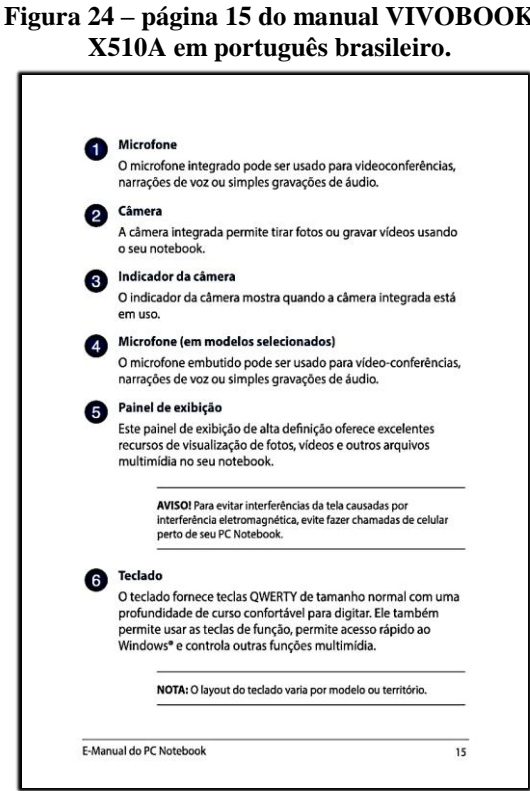 Figura 24 – página 15 do manual VIVOBOOK
X510A em português brasileiro.
1 Microfone
O microfone integrado pode ser usado para videoconferências,
narrações de voz ou simples gravações de áudio.
2 Câmera
A câmera integrada permite tirar fotos ou gravar vídeos usando
o seu notebook.
3 Indicador da câmera
O indicador da câmera mostra quando a câmera integrada está
em uso.
4 Microfone (em modelos selecionados)
O microfone embutido pode ser usado para vídeo-conferências,
narrações de voz ou simples gravações de áudio.
5 Painel de exibição
Este painel de exibição de alta definição oferece excelentes
recursos de visualização de fotos, vídeos e outros arquivos
multimídia no seu notebook.
AVISO! Para evitar interferências da tela causadas por
interferência eletromagnética, evite fazer chamadas de celular
perto de seu PC Notebook.
6 Teclado
O teclado fornece teclas QWERTY de tamanho normal com uma
profundidade de curso confortável para digitar. Ele também
permite usar as teclas de função, permite acesso rápido ao
Windows® e controla outras funções multimídia.
NOTA: O layout do teclado varia por modelo ou território.
E-Manual do PC Notebook 15